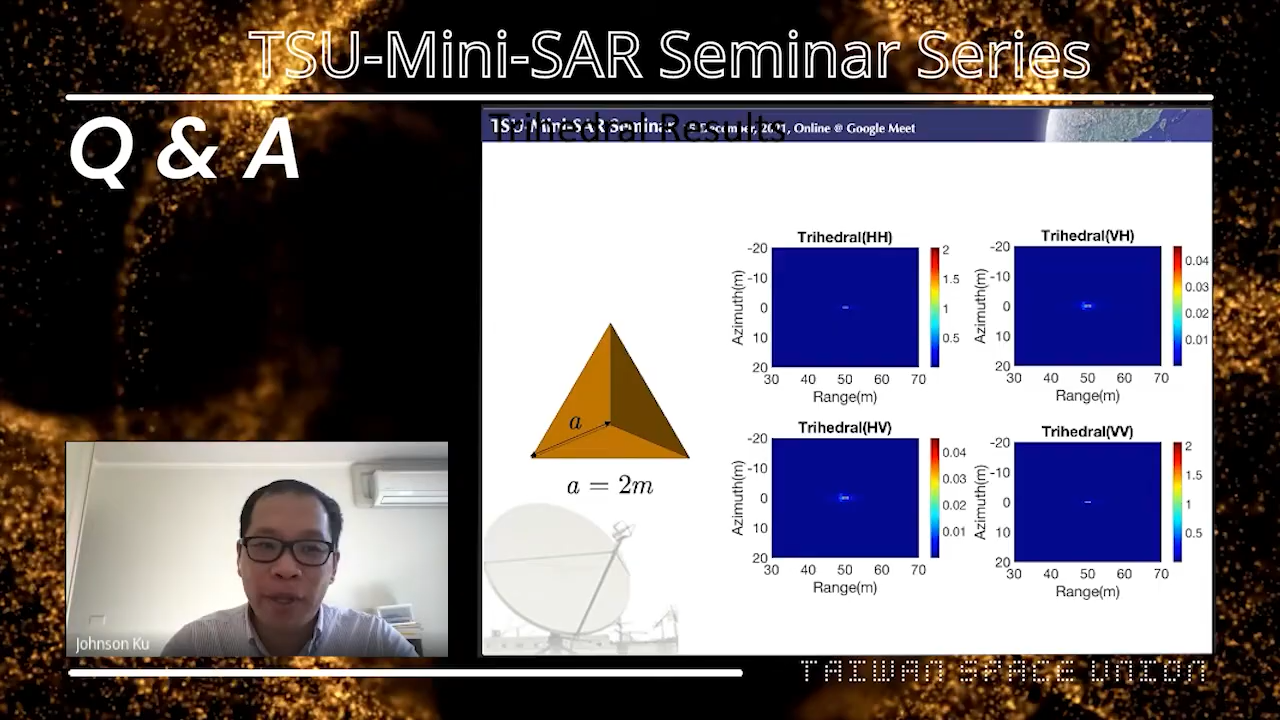 TSU-Mini-SAR Seminar Series
Q & A
TSU-Mini-SAR Seminar December, 2021, Online @ Google Meet
Trihedral Results
Trihedral(HH)
-20
-10
0
10
20
30 40 50 60 70
Azimuth(m)
Range(m)
2
1.5
1
0.5
Trihedral(VH)
-20
-10
0
10
20
30 40 50 60 70
Azimuth(m)
Range(m)
0.04
0.03
0.02
0.01
a
a = 2m
Trihedral(HV)
-20
-10
0
10
20
30 40 50 60 70
Azimuth(m)
Range(m)
0.04
0.03
0.02
0.01
Trihedral(VV)
-20
-10
0
10
20
30 40 50 60 70
Azimuth(m)
Range(m)
2
1.5
1
0.5
Johnson Ku
TAIWAN SPACE UNION